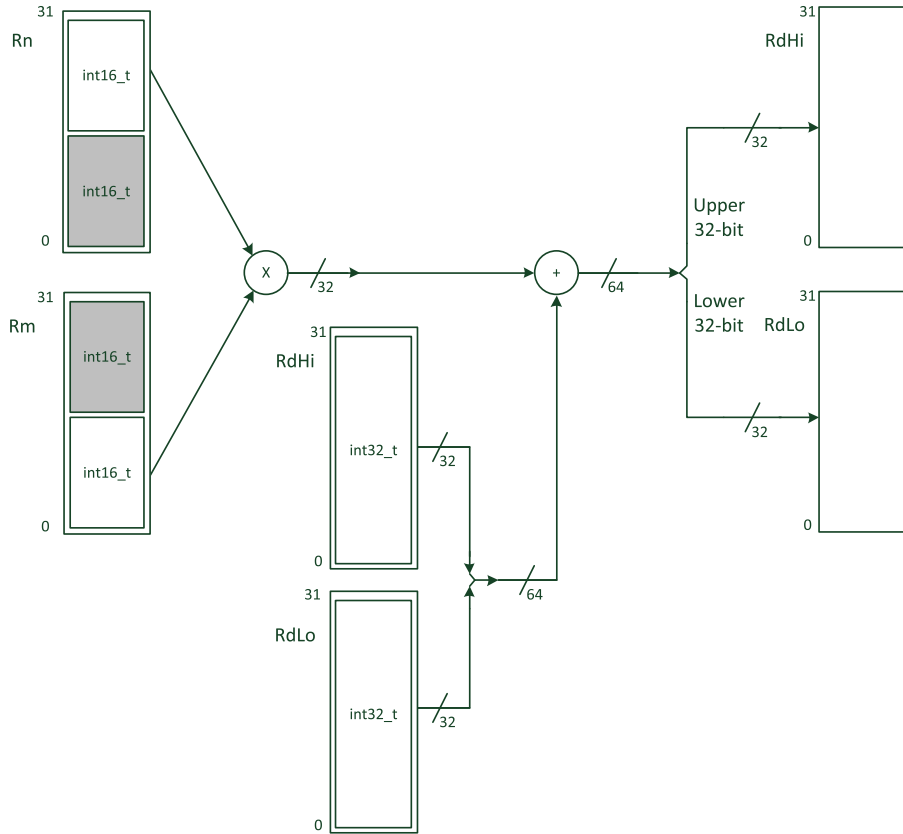 31
Rn
int16_t
int16_t
0
31
Rm
int16_t
int16_t
0
X
32
31
RdHi
int32_t
32
0
31
RdLo
int32_t
32
0
64
+
64
Upper
32-bit
Lower
32-bit
32
32
31
RdHi
0
31
RdLo
0